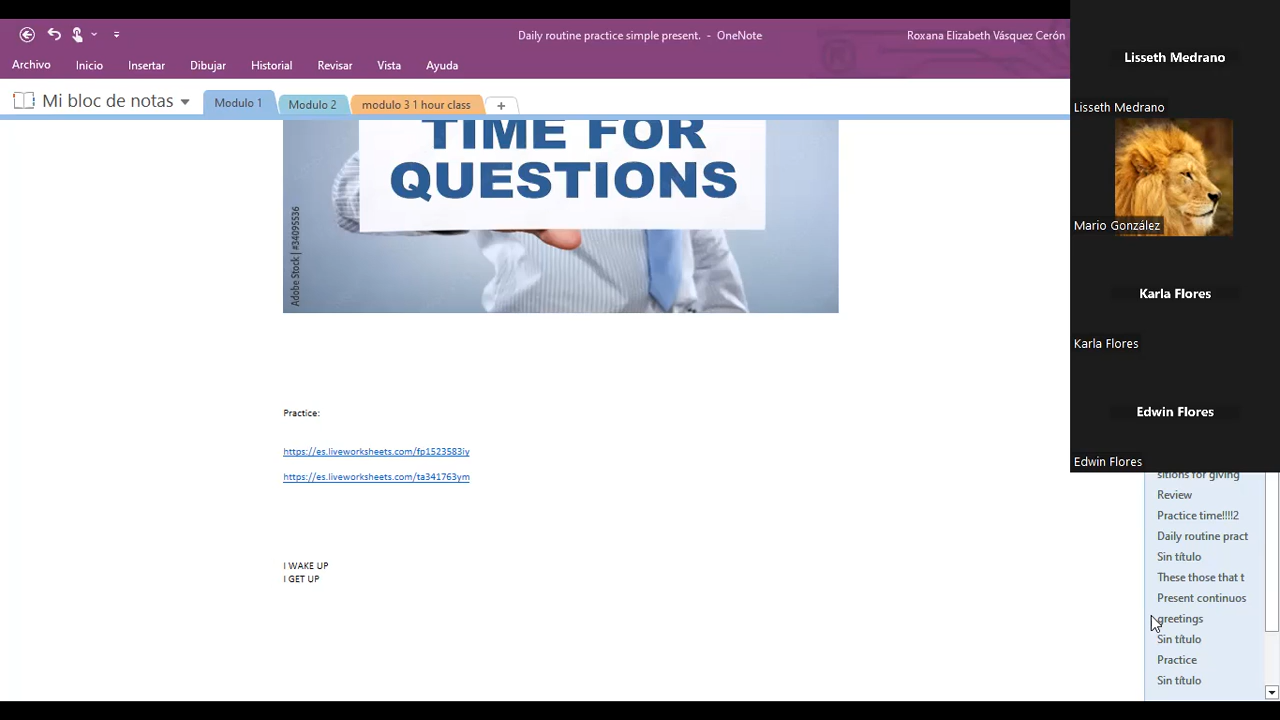 Daily routine practice simple present. - OneNote
Roxana Elizabeth Vásquez Cerón
Archivo
Inicio
Insertar
Dibujar
Historial
Revisar
Vista
Ayuda
Mi bloc de notas
Modulo 1
Modulo 2
modulo 3 1 hour class
TIME FOR
QUESTIONS
Adobe Stock | #34095536
Practice:
https://es.liveworksheets.com/fp1523583iy
https://es.liveworksheets.com/ta341763ym
I WAKE UP
I GET UP
Lisseth Medrano
Lisseth Medrano
Mario González
Karla Flores
Karla Flores
Edwin Flores
Edwin Flores
sitions for giving
Review
Practice time!!!!2
Daily routine pract
Sin título
These those that t
Present continuos
greetings
Sin título
Practice
Sin título